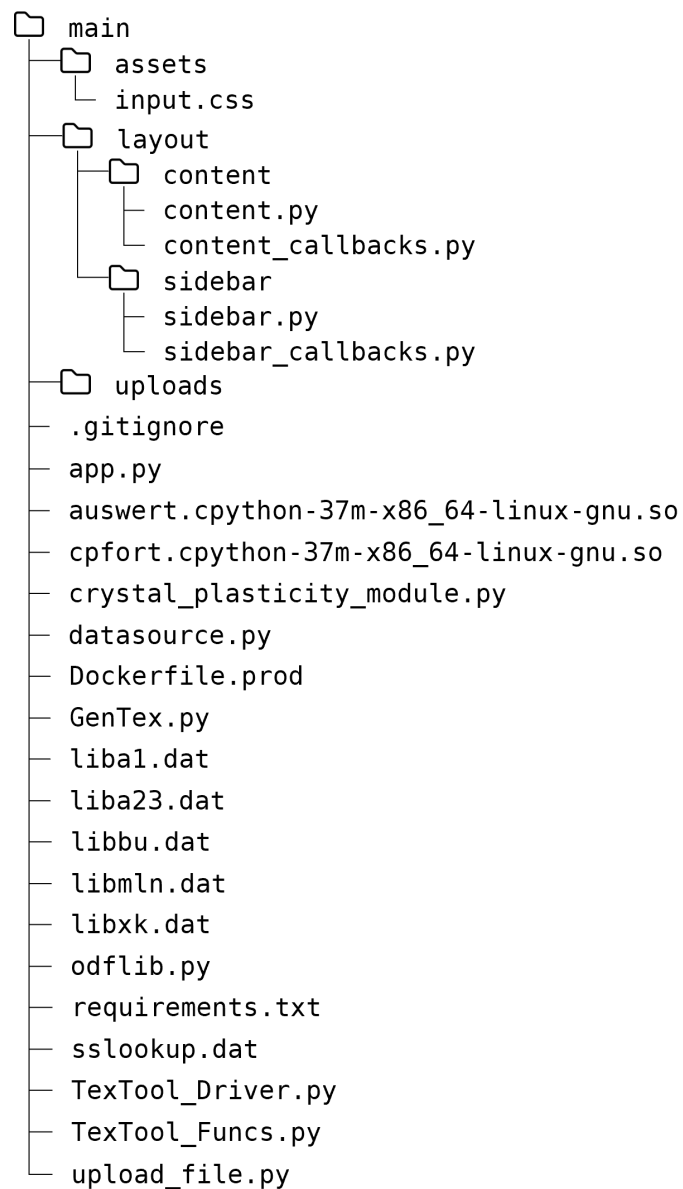 main
assets
input.css
layout
content
content.py
content_callbacks.py
sidebar
sidebar.py
sidebar_callbacks.py
uploads
.gitignore
app.py
auswert.cpython-37m-x86_64-linux-gnu.so
cpfort.cpython-37m-x86_64-linux-gnu.so
crystal_plasticity_module.py
datasource.py
Dockerfile.prod
GenTex.py
liba1.dat
liba23.dat
libbu.dat
libmln.dat
libxk.dat
odflib.py
requirements.txt
sslookup.dat
TexTool_Driver.py
TexTool_Funcs.py
upload_file.py